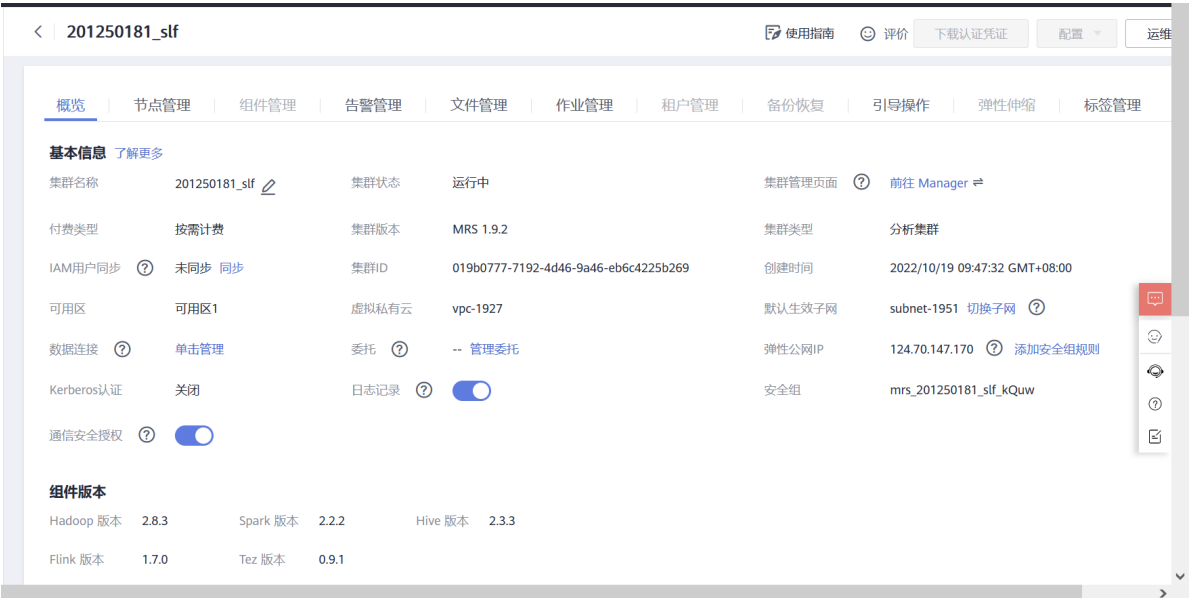 201250181_slf 使用指南 评价 下载认证凭证 配置 运维
概览 节点管理 组件管理 告警管理 文件管理 作业管理 租户管理 备份恢复 引导操作 弹性伸缩 标签管理
基本信息 了解更多
集群名称 201250181_slf 集群状态 运行中 集群管理页面 ? 前往 Manager
付费类型 按需计费 集群版本 MRS 1.9.2 集群类型 分析集群
IAM用户同步 ? 未同步 同步 集群ID 019b0777-7192-4d46-9a46-eb6c4225b269 创建时间 2022/10/19 09:47:32 GMT+08:00
可用区 可用区1 虚拟私有云 vpc-1927 默认生效子网 subnet-1951 切换子网 ?
数据连接 ? 单击管理 委托 ? -- 管理委托 弹性公网IP 124.70.147.170 ? 添加安全组规则
Kerberos认证 关闭 日志记录 ? 安全组 mrs_201250181_slf_kQuw
通信安全授权 ?
组件版本
Hadoop 版本 2.8.3 Spark 版本 2.2.2 Hive 版本 2.3.3
Flink 版本 1.7.0 Tez 版本 0.9.1